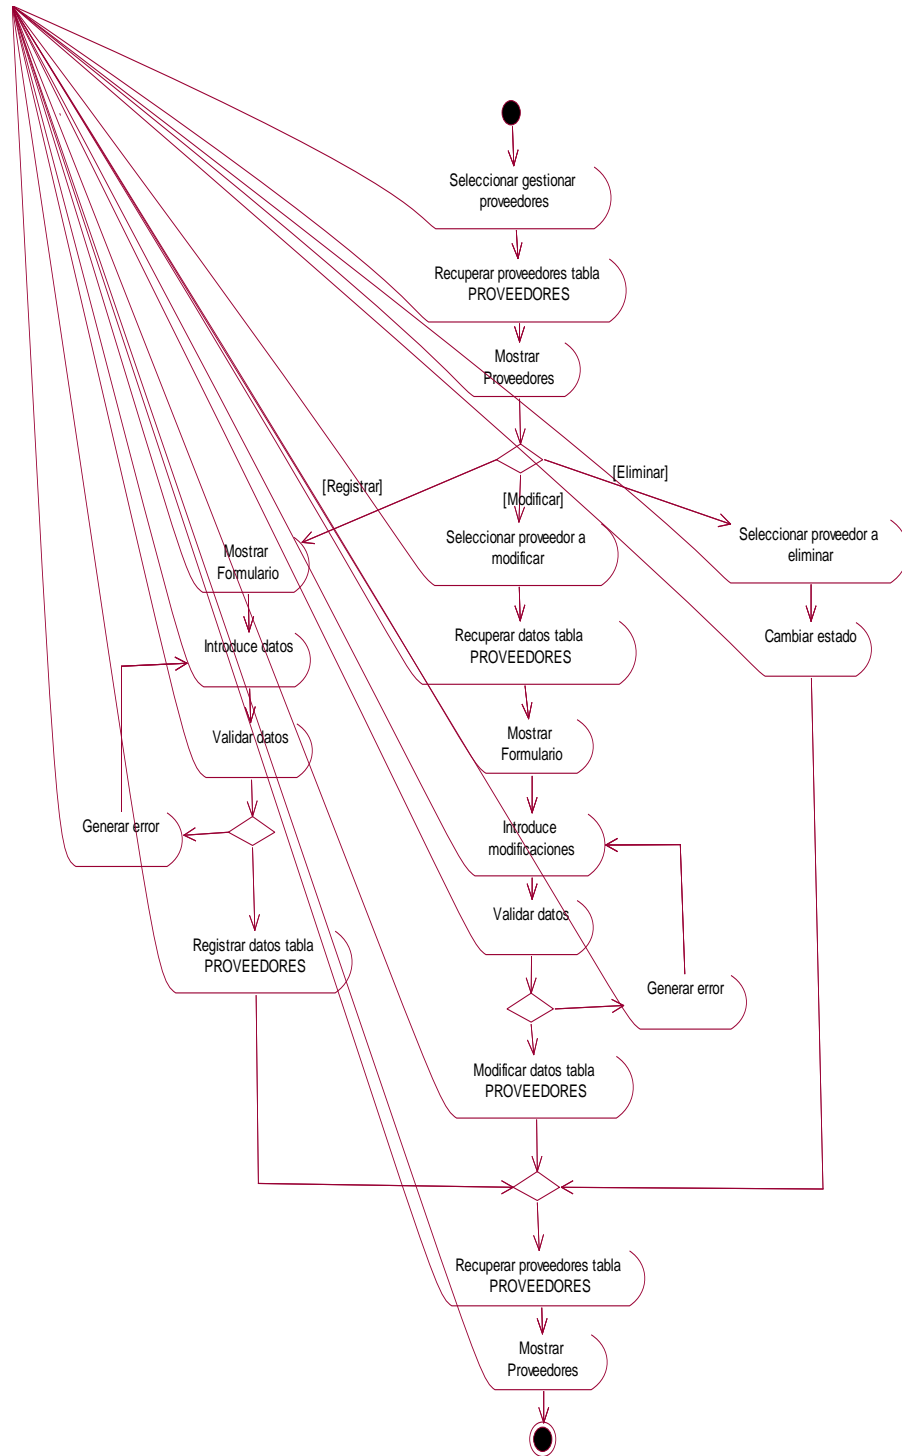 Seleccionar gestionar
proveedores
Recuperar proveedores tabla
PROVEEDORES
Mostrar
Proveedores
[Registrar]
[Modificar]
[Eliminar]
Mostrar
Formulario
Introduce datos
Validar datos
Generar error
Registrar datos tabla
PROVEEDORES
Seleccionar proveedor a
modificar
Recuperar datos tabla
PROVEEDORES
Mostrar
Formulario
Introduce
modificaciones
Validar datos
Generar error
Modificar datos tabla
PROVEEDORES
Seleccionar proveedor a
eliminar
Cambiar estado
Recuperar proveedores tabla
PROVEEDORES
Mostrar
Proveedores